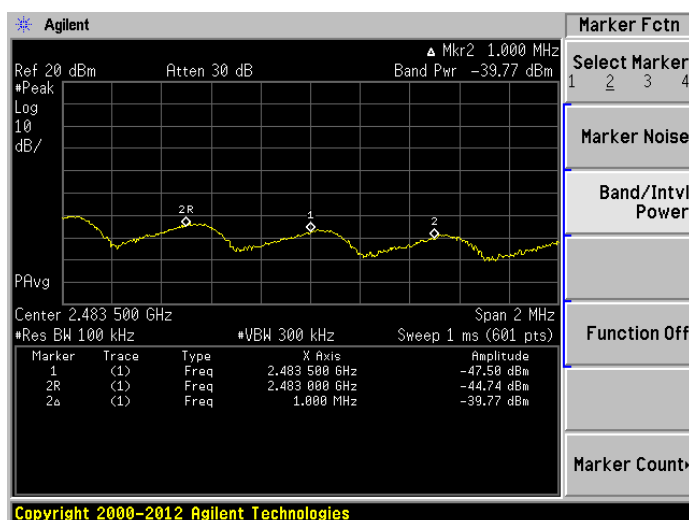 Agilent
Marker Fctn
Δ Mkr2 1.000 MHz
Ref 20 dBm Atten 30 dB Band Pwr -39.77 dBm
#Peak
Log
10
dB/
2R
1
2
PAvg
Center 2.483 500 GHz Span 2 MHz
#Res BW 100 kHz #VBW 300 kHz Sweep 1 ms (601 pts)
Marker Trace Type X Axis Amplitude
1 (1) Freq 2.483 500 GHz -47.50 dBm
2R (1) Freq 2.483 000 GHz -44.74 dBm
2Δ (1) Freq 1.000 MHz -39.77 dBm
Select Marker
1 2 3 4
Marker Noise
Band/Intvl
Power
Function Off
Marker Count
Copyright 2000-2012 Agilent Technologies